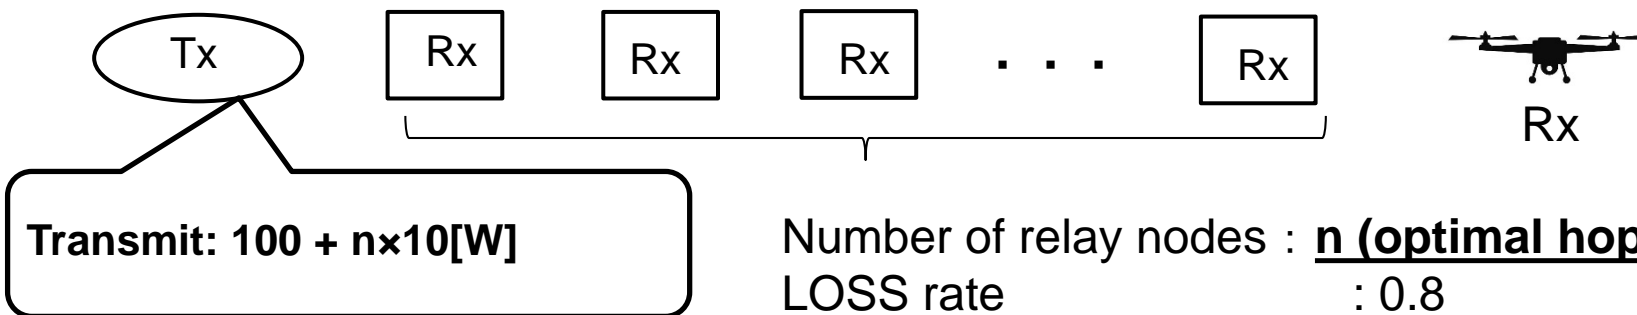 Tx
Rx
Rx
Rx
. . .
Rx
Rx
Transmit: 100 + n×10[W]
Number of relay nodes : n (optimal hop
LOSS rate : 0.8